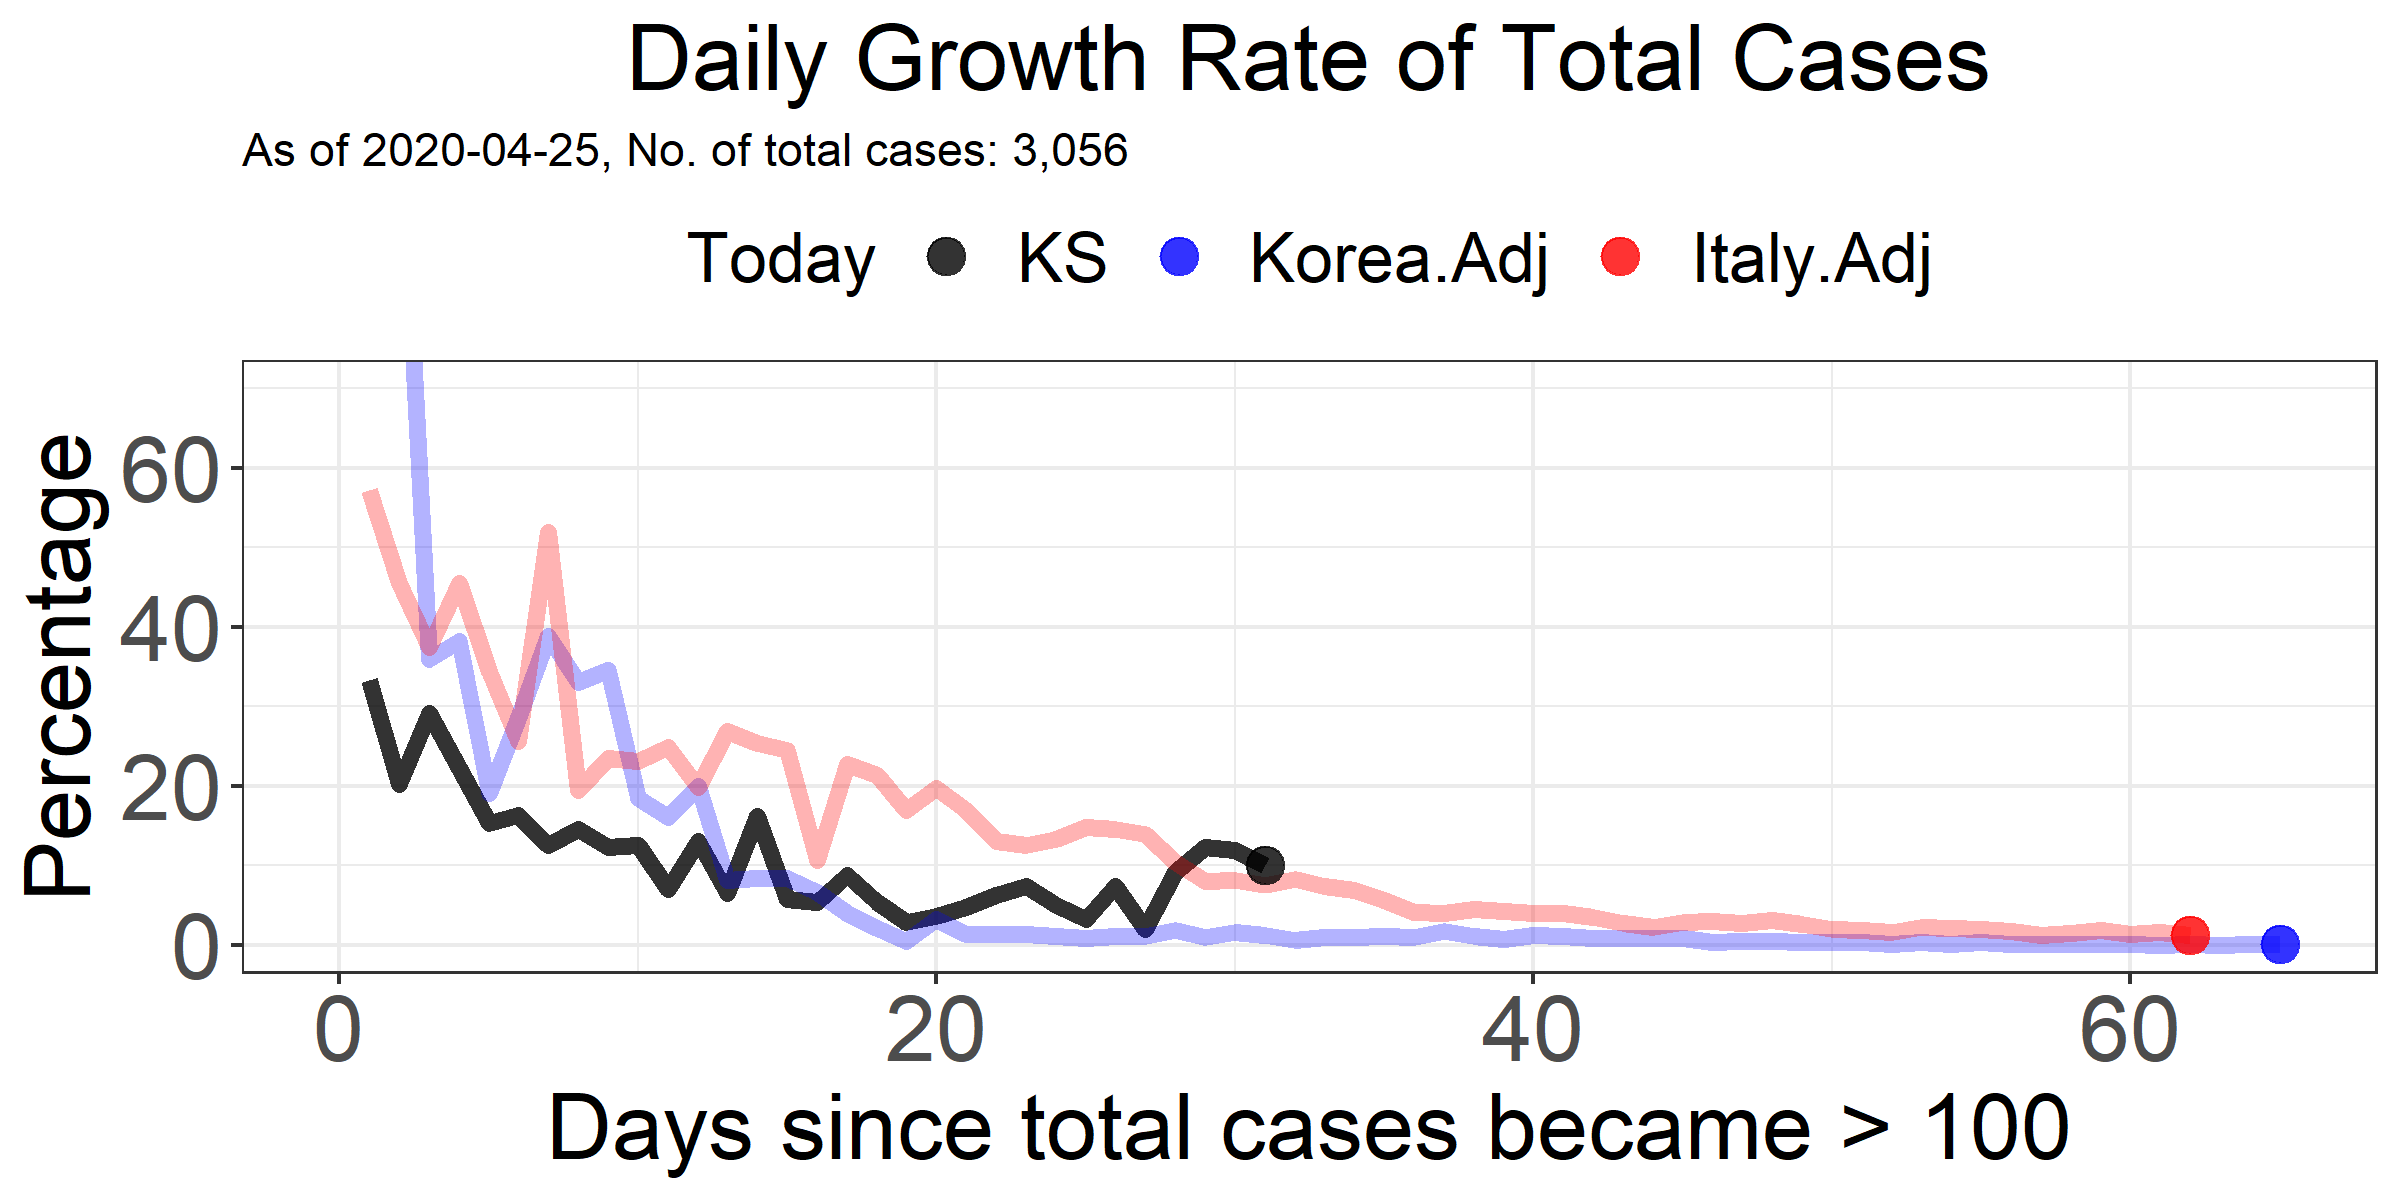 Daily Growth Rate of Total Cases
As of 2020-04-25, No. of total cases: 3,056
Today KS Korea.Adj Italy.Adj
Percentage
60
40
20
0
0 20 40 60
Days since total cases became > 100